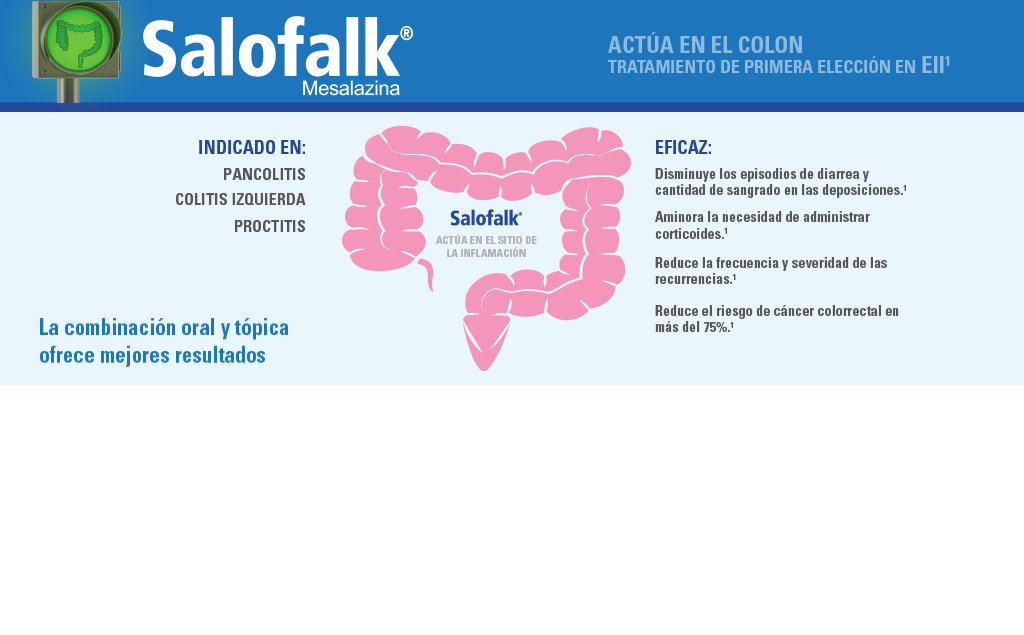 Salofalk®
Mesalazina
ACTÚA EN EL COLON
TRATAMIENTO DE PRIMERA ELECCIÓN EN EII¹
INDICADO EN:
PANCOLITIS
COLITIS IZQUIERDA
PROCTITIS
La combinación oral y tópica
ofrece mejores resultados
Salofalk®
ACTÚA EN EL SITIO DE
LA INFLAMACIÓN
EFICAZ:
Disminuye los episodios de diarrea y
cantidad de sangrado en las deposiciones.¹
Aminora la necesidad de administrar
corticoides.¹
Reduce la frecuencia y severidad de las
recurrencias.¹
Reduce el riesgo de cáncer colorrectal en
más del 75%.¹